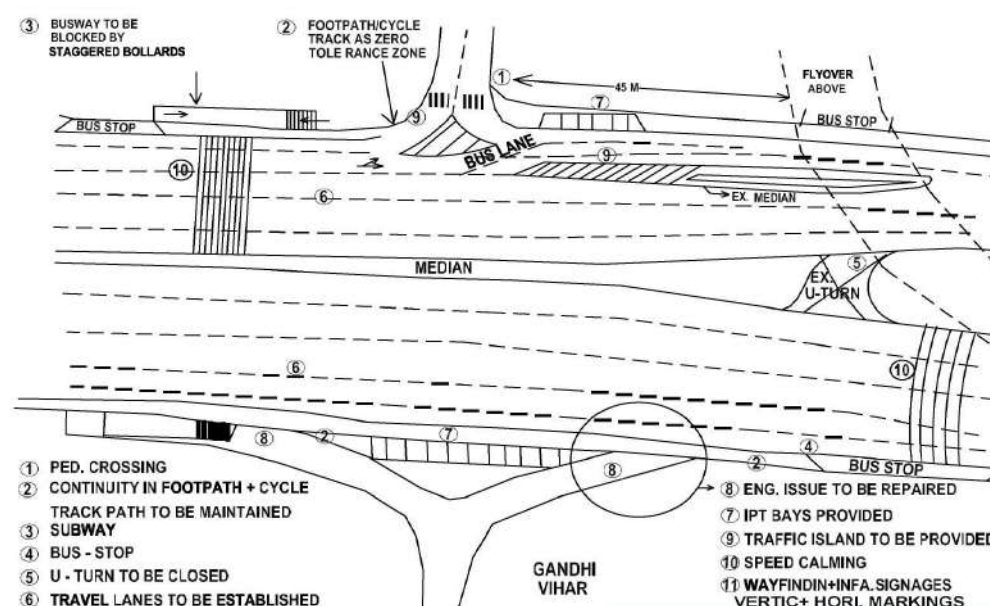 ③ BUSWAY TO BE
BLOCKED BY
STAGGERED BOLLARDS
② FOOTPATH/CYCLE
TRACK AS ZERO
TOLE RANCE ZONE
①
45 M
FLYOVER
ABOVE
⑦
⑨
BUS STOP
BUS STOP
BUS LANE
⑨
⑩
⑥
EX. MEDIAN
MEDIAN
⑤
EX.
U-TURN
⑥
⑩
⑧
②
⑦
④
⑧
②
BUS STOP
① PED. CROSSING
② CONTINUITY IN FOOTPATH + CYCLE
TRACK PATH TO BE MAINTAINED
③ SUBWAY
④ BUS - STOP
⑤ U - TURN TO BE CLOSED
⑥ TRAVEL LANES TO BE ESTABLISHED
GANDHI
VIHAR
⑧ ENG. ISSUE TO BE REPAIRED
⑦ IPT BAYS PROVIDED
⑨ TRAFFIC ISLAND TO BE PROVIDED
⑩ SPEED CALMING
⑪ WAYFINDIN+INFA.SIGNAGES
VERTIC+ HORI. MARKINGS